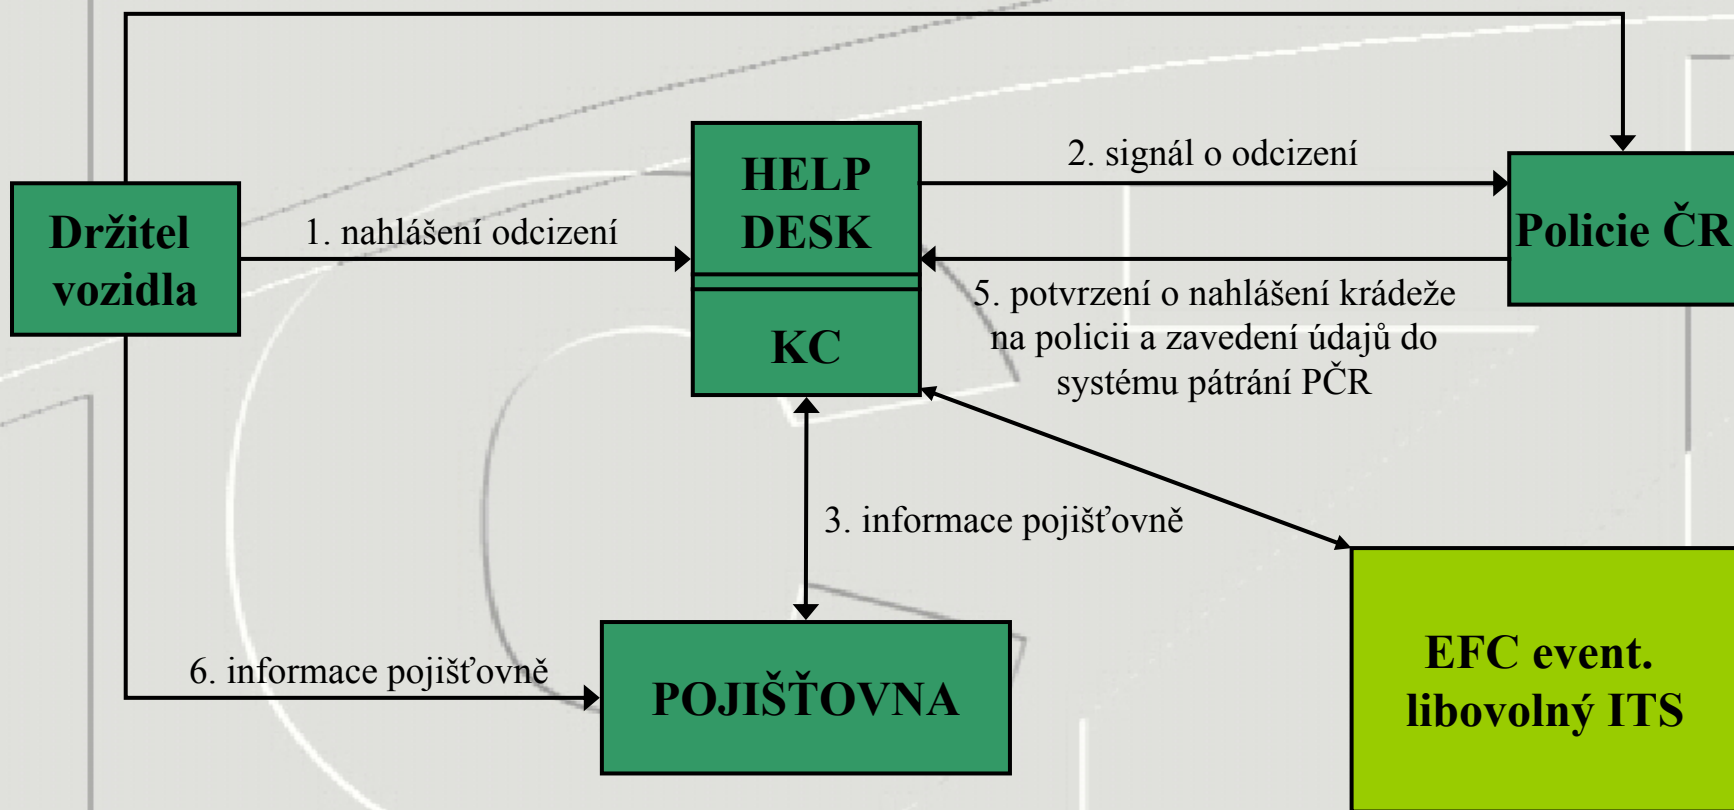 HELP
DESK
2. signál o odcizení
Držitel
vozidla
1. nahlášení odcizení
Policie ČR
KC
5. potvrzení o nahlášení krádeže
na policii a zavedení údajů do
systému pátrání PČR
3. informace pojišťovně
6. informace pojišťovně
POJIŠŤOVNA
EFC event.
libovolný ITS